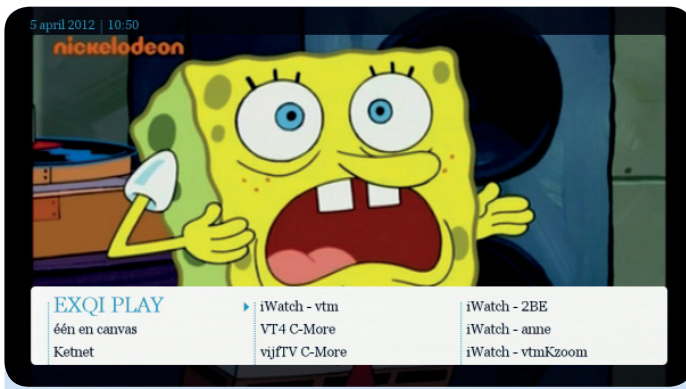 5 april 2012 | 10:50
nickelodeon
EXQI PLAY
één en canvas
Ketnet
iWatch - vtm
VT4 C-More
vijfTV C-More
iWatch - 2BE
iWatch - anne
iWatch - vtmKzoom